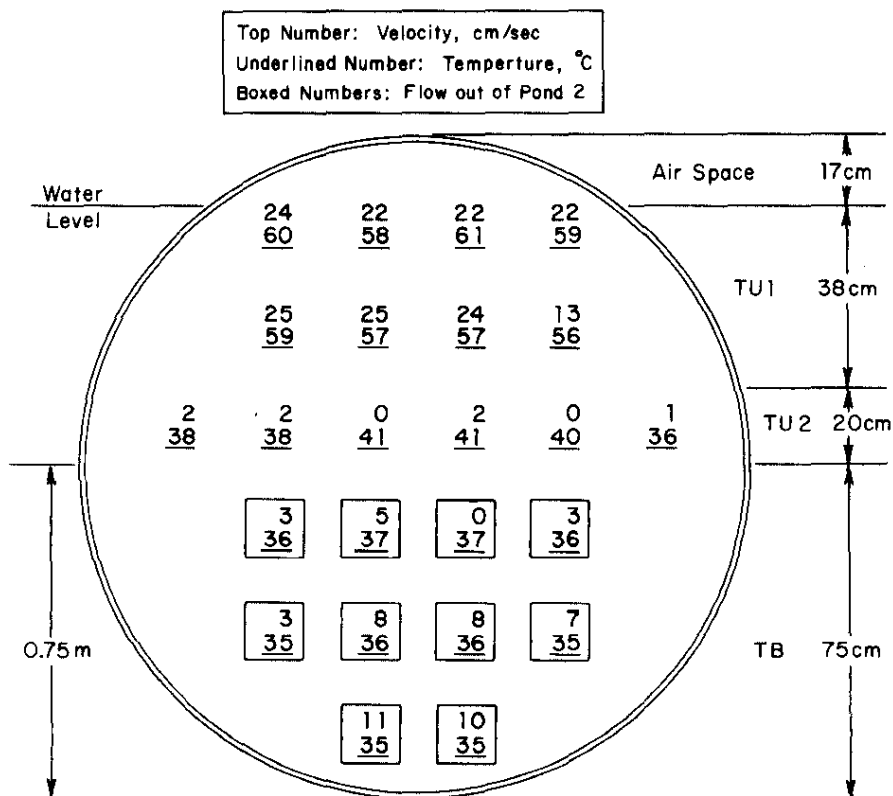 Top Number: Velocity, cm/sec
Underlined Number: Temperture, °C
Boxed Numbers: Flow out of Pond 2
Air Space 17cm
Water
Level
24 22 22 22
60 58 61 59
TU1 38cm
25 25 24 13
59 57 57 56
2 2 0 2 0 1
38 38 41 41 40 36
TU2 20cm
3 5 0 3
36 37 37 36
3 8 8 7
35 36 36 35
0.75m
TB 75cm
11 10
35 35